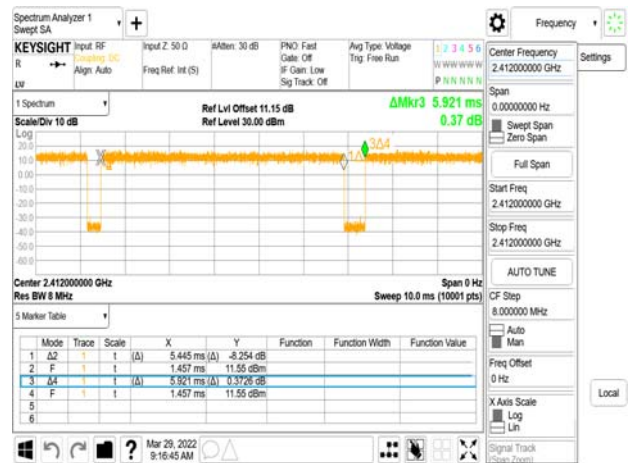 Spectrum Analyzer 1
Swept SA
Frequency
KEYSIGHT
R
Input: RF
Coupling: DC
Align: Auto
Input Z: 50 Ω
Freq Ref: Int (S)
#Atten: 30 dB
PNO: Fast
Gate: Off
IF Gain: Low
Sig Track: Off
Avg Type: Voltage
Trig: Free Run
1 2 3 4 5 6
W WW WW W
P N N N N N
1 Spectrum
Scale/Div 10 dB
Ref Lvl Offset 11.15 dB
Ref Level 30.00 dBm
ΔMkr3 5.921 ms
0.37 dB
Log
20.0
10.0
0.00
-10.0
-20.0
-30.0
-40.0
-50.0
-60.0
3Δ4
Center 2.412000000 GHz
Res BW 8 MHz
Span 0 Hz
Sweep 10.0 ms (10001 pts)
5 Marker Table
Mode Trace Scale X Y Function Function Width Function Value
1 Δ2 1 t (Δ) 5.445 ms (Δ) -8.254 dB
2 F 1 t 1.457 ms 11.55 dBm
3 Δ4 1 t (Δ) 5.921 ms (Δ) 0.3726 dB
4 F 1 t 1.457 ms 11.55 dBm
5
6
Mar 29, 2022
9:16:45 AM
Center Frequency
2.412000000 GHz
Settings
Span
0.00000000 Hz
Swept Span
Zero Span
Full Span
Start Freq
2.412000000 GHz
Stop Freq
2.412000000 GHz
AUTO TUNE
CF Step
8.000000 MHz
Auto
Man
Freq Offset
0 Hz
X Axis Scale
Log
Lin
Local
Signal Track
(Span Zoom)